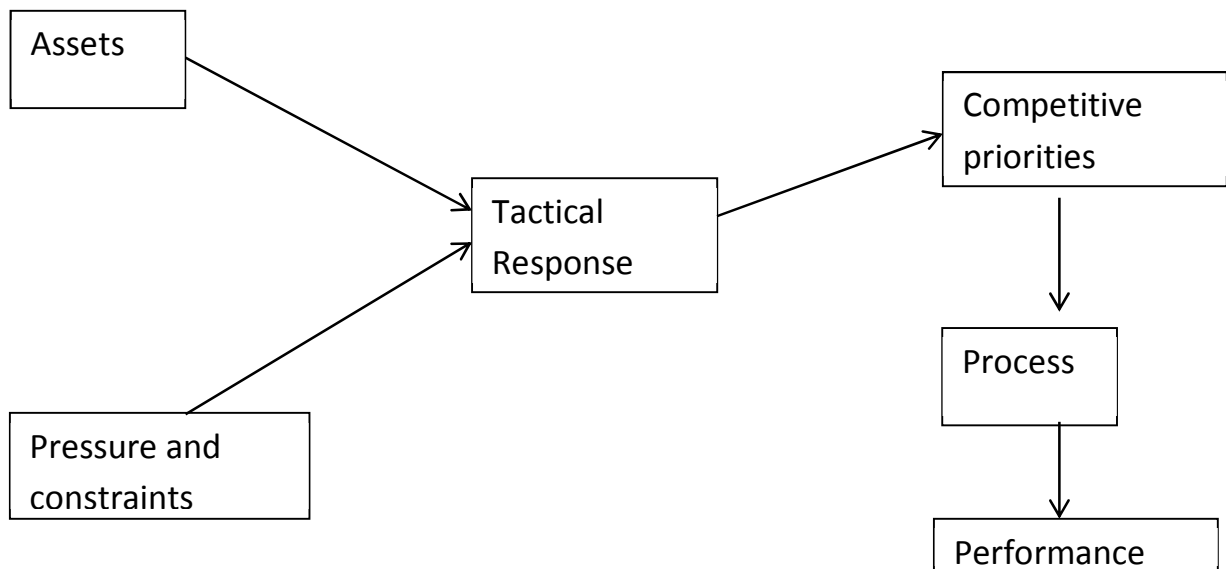 Assets
Competitive
priorities
Tactical
Response
Process
Pressure and
constraints
Performance